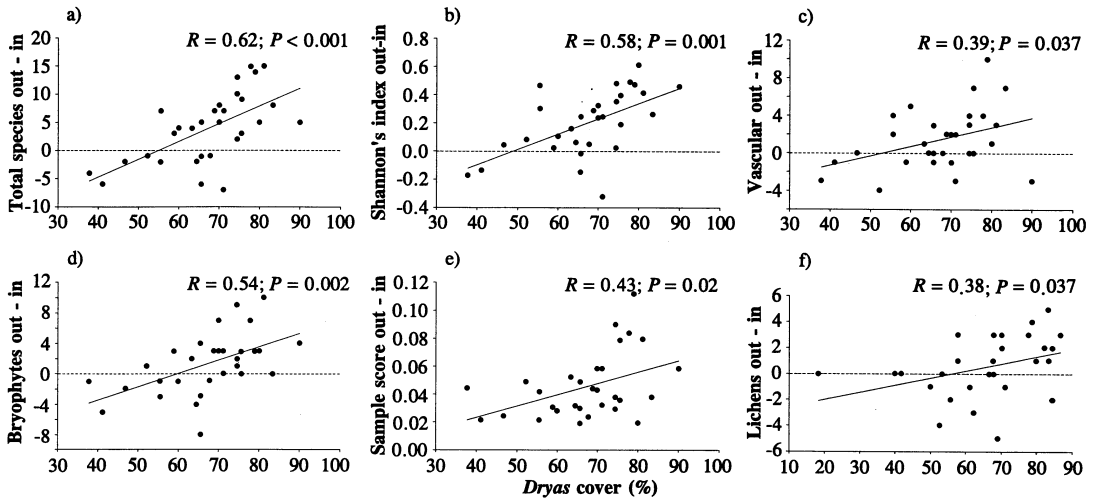 a)
R = 0.62; P < 0.001
Total species out - in
20
15
10
5
0
-5
-10
30 40 50 60 70 80 90 100
b)
R = 0.58; P = 0.001
Shannon's index out-in
0.8
0.6
0.4
0.2
0.0
-0.2
-0.4
30 40 50 60 70 80 90 100
c)
R = 0.39; P = 0.037
Vascular out - in
12
8
4
0
-4
30 40 50 60 70 80 90 100
d)
R = 0.54; P = 0.002
Bryophytes out - in
12
8
4
0
-4
-8
30 40 50 60 70 80 90 100
e)
R = 0.43; P = 0.02
Sample score out - in
0.12
0.10
0.08
0.06
0.04
0.02
0.00
30 40 50 60 70 80 90 100
f)
R = 0.38; P = 0.037
Lichens out - in
6
4
2
0
-2
-4
-6
10 20 30 40 50 60 70 80 90
Dryas cover (%)